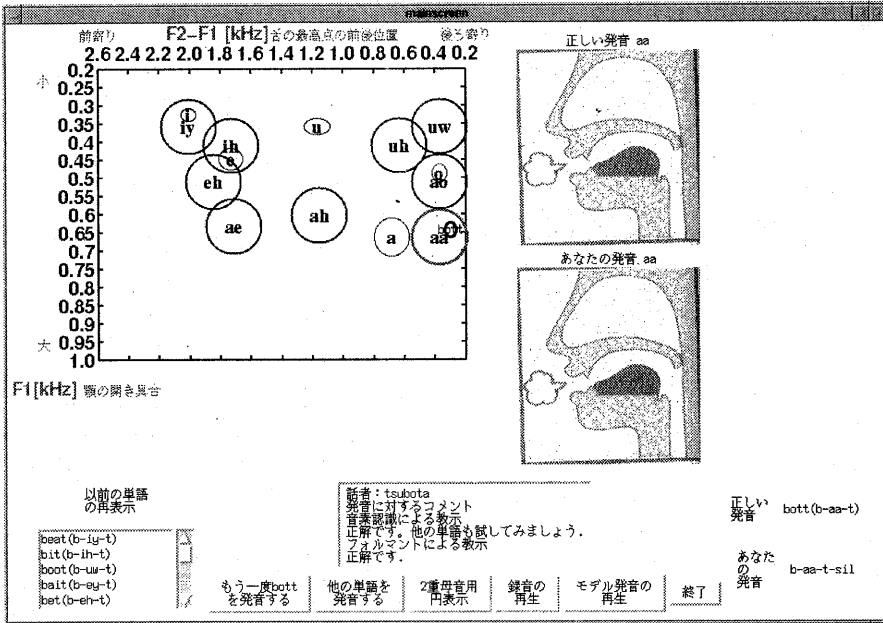 mainscreen
前寄り F2-F1 [kHz] 舌の最高点の前後位置 後ろ寄り
2.6 2.4 2.2 2.0 1.8 1.6 1.4 1.2 1.0 0.8 0.6 0.4 0.2
小
0.2
0.25
0.3
0.35
0.4
0.45
0.5
0.55
0.6
0.65
0.7
0.75
0.8
0.85
0.9
大 0.95
1.0
i
iy
u
uw
ih
uh
e
o
eh
ao
ah
ae
a
aa
bott
F1[kHz] 顎の開き具合
正しい発音 aa
あなたの発音 aa
以前の単語
の再表示
beat(b-iy-t)
bit(b-ih-t)
boot(b-uw-t)
bait(b-ey-t)
bet(b-eh-t)
話者：tsubota
発音に対するコメント
音素認識による教示
正解です．他の単語も試してみましょう．
フォルマントによる教示
正解です．
正しい
発音
bott(b-aa-t)
あなた
の
発音
b-aa-t-sil
もう一度bott
を発音する
他の単語を
発音する
2重母音用
円表示
録音の
再生
モデル発音の
再生
終了